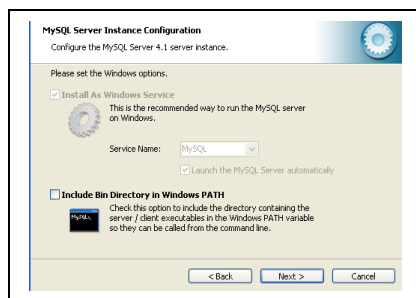 MySQL Server Instance Configuration
Configure the MySQL Server 4.1 server instance.
Please set the Windows options.
Install As Windows Service
This is the recommended way to run the MySQL server
on Windows.
Service Name: MySQL
Launch the MySQL Server automatically
Include Bin Directory in Windows PATH
Check this option to include the directory containing the
server / client executables in the Windows PATH variable
so they can be called from the command line.
MySQL>_
< Back Next > Cancel